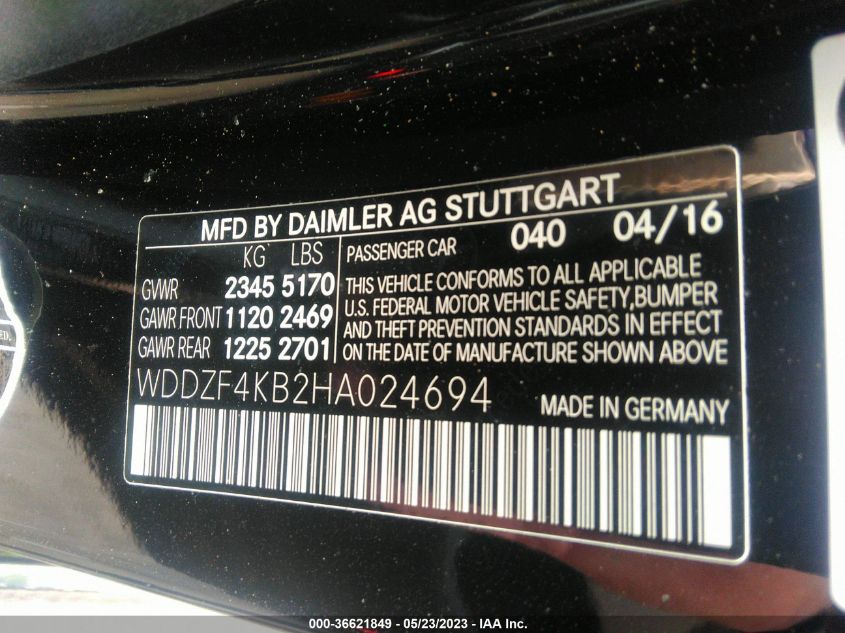 MFD BY DAIMLER AG STUTTGART
KG LBS
GVWR 2345 5170
GAWR FRONT 1120 2469
GAWR REAR 1225 2701
PASSENGER CAR 040 04/16
THIS VEHICLE CONFORMS TO ALL APPLICABLE
U.S. FEDERAL MOTOR VEHICLE SAFETY,BUMPER
AND THEFT PREVENTION STANDARDS IN EFFECT
ON THE DATE OF MANUFACTURE SHOWN ABOVE
WDDZF4KB2HA024694
MADE IN GERMANY
000-36621849 - 05/23/2023 - IAA Inc.